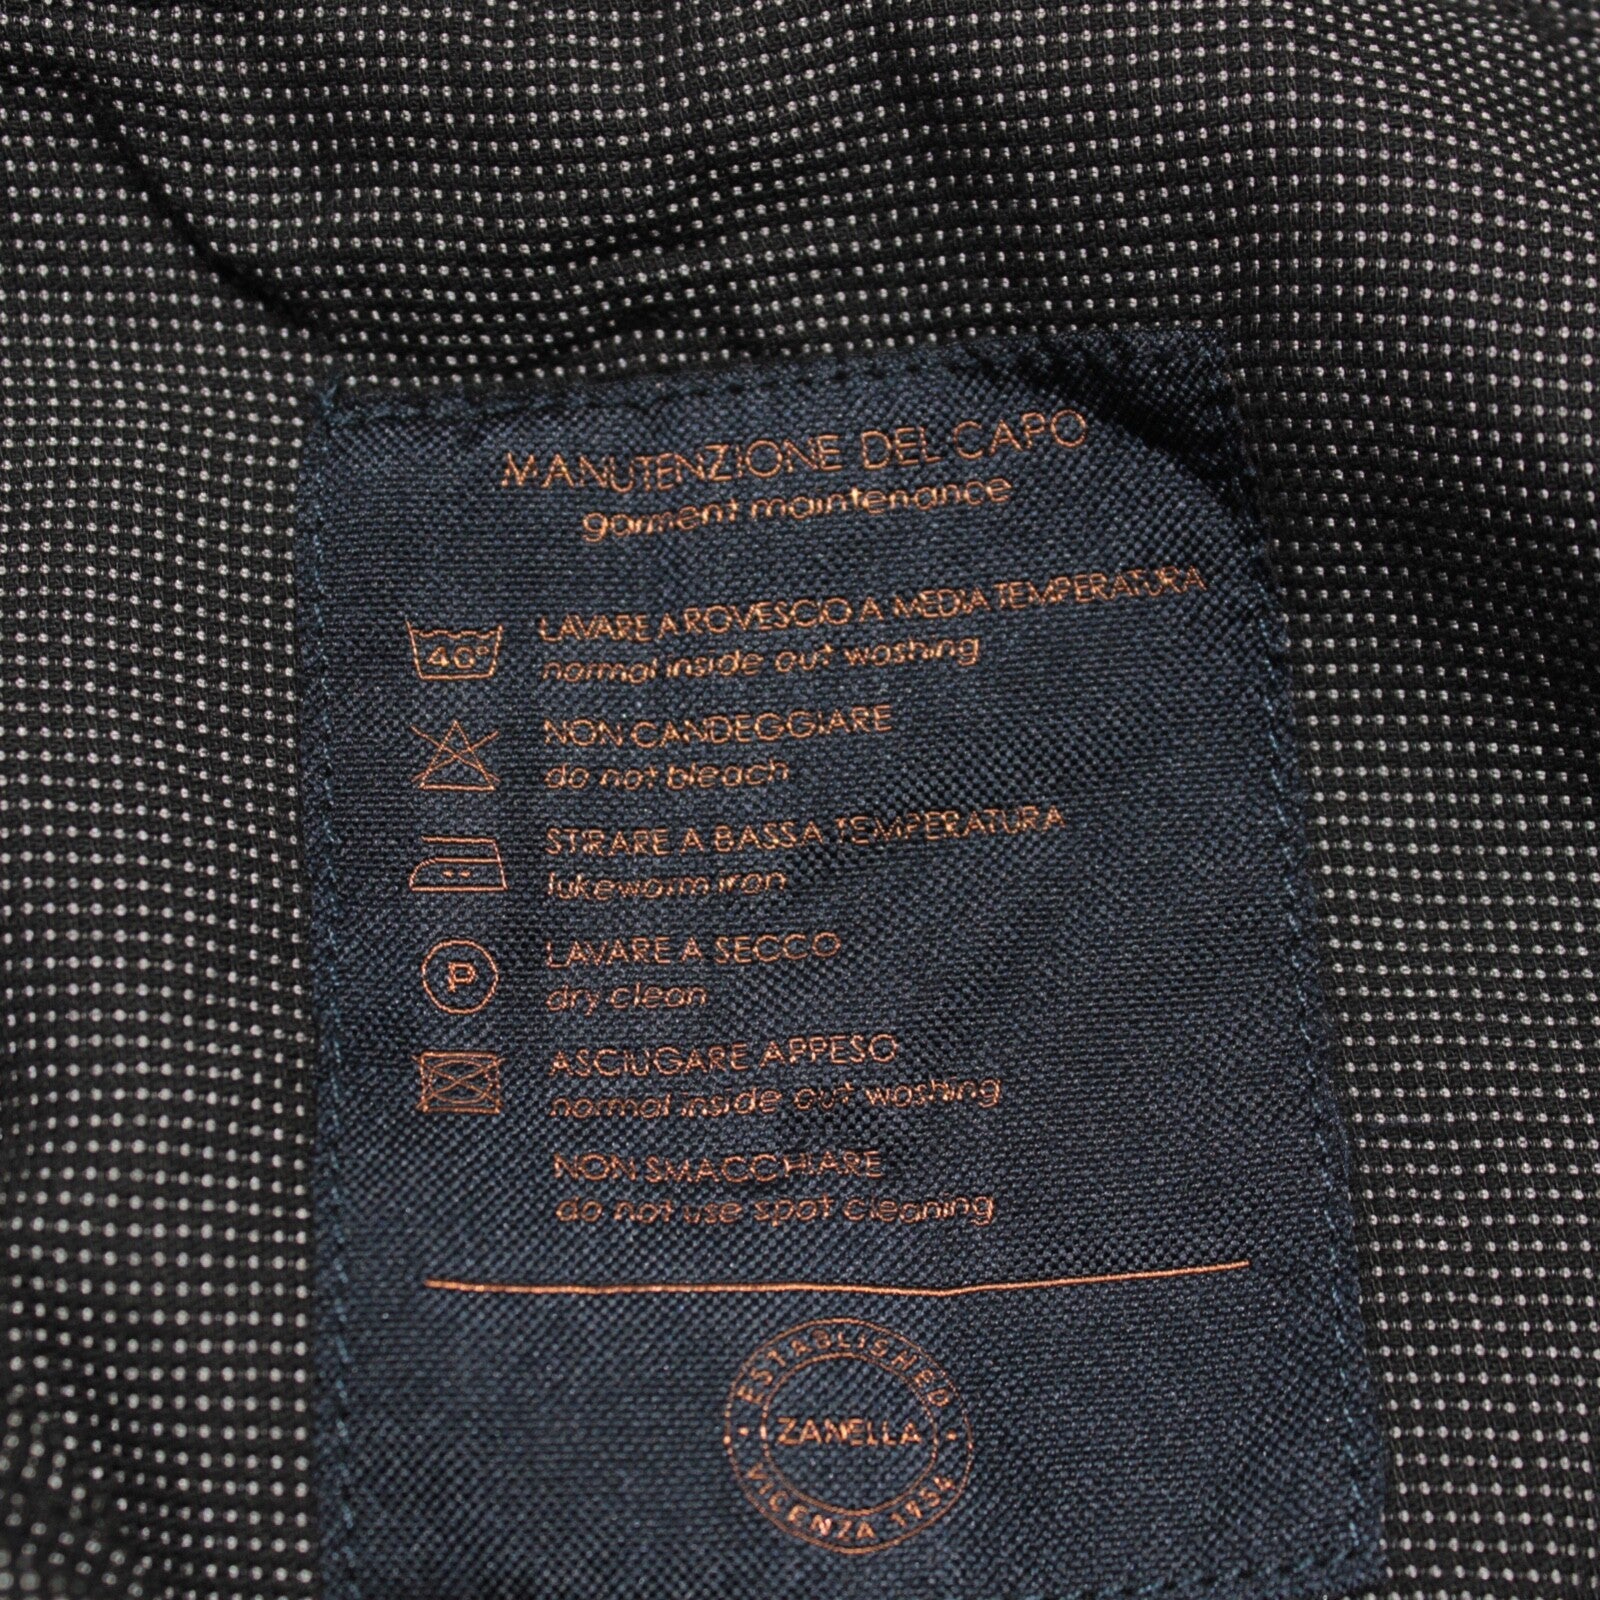 MANUTENZIONE DEL CAPO
garment maintenance
40°
LAVARE A ROVESCIO A MEDIA TEMPERATURA
normal inside out washing
NON CANDEGGIARE
do not bleach
STIRARE A BASSA TEMPERATURA
lukewarm iron
P
LAVARE A SECCO
dry clean
ASCIUGARE APPESO
normal inside out washing
NON SMACCHIARE
do not use spot cleaning
ESTABLISHED
ZANELLA
VICENZA 1954